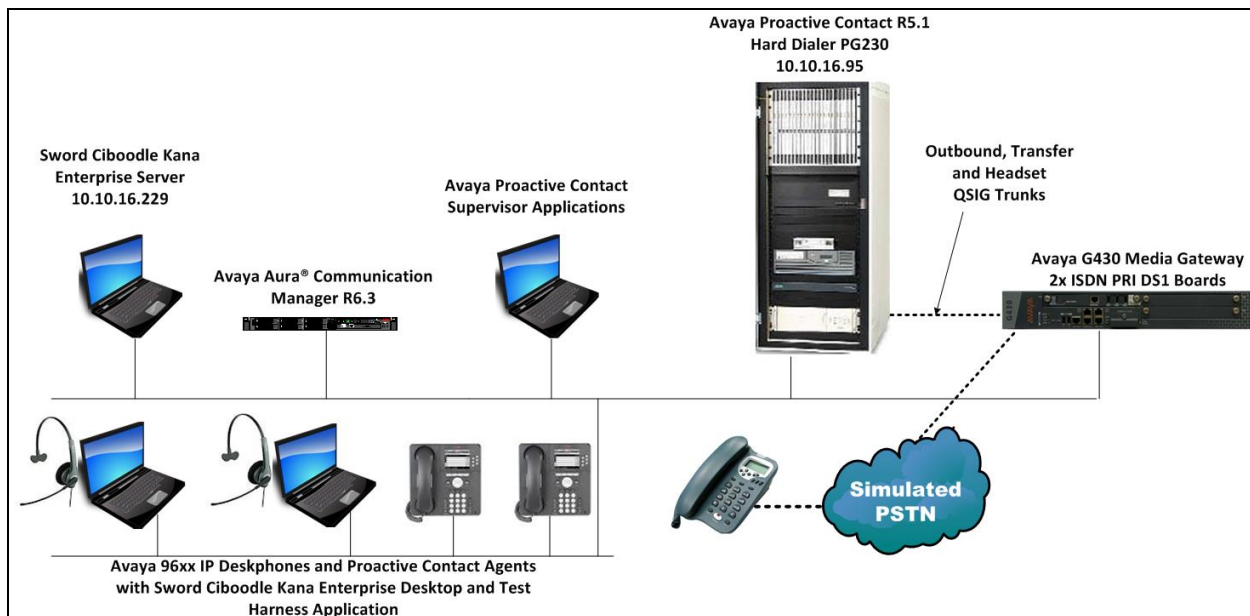 Avaya Proactive Contact R5.1
Hard Dialer PG230
10.10.16.95
Sword Ciboodle Kana
Enterprise Server
10.10.16.229
Avaya Proactive Contact
Supervisor Applications
Outbound, Transfer
and Headset
QSIG Trunks
Avaya Aura® Communication
Manager R6.3
Avaya G430 Media Gateway
2x ISDN PRI DS1 Boards
Simulated
PSTN
Avaya 96xx IP Deskphones and Proactive Contact Agents
with Sword Ciboodle Kana Enterprise Desktop and Test
Harness Application